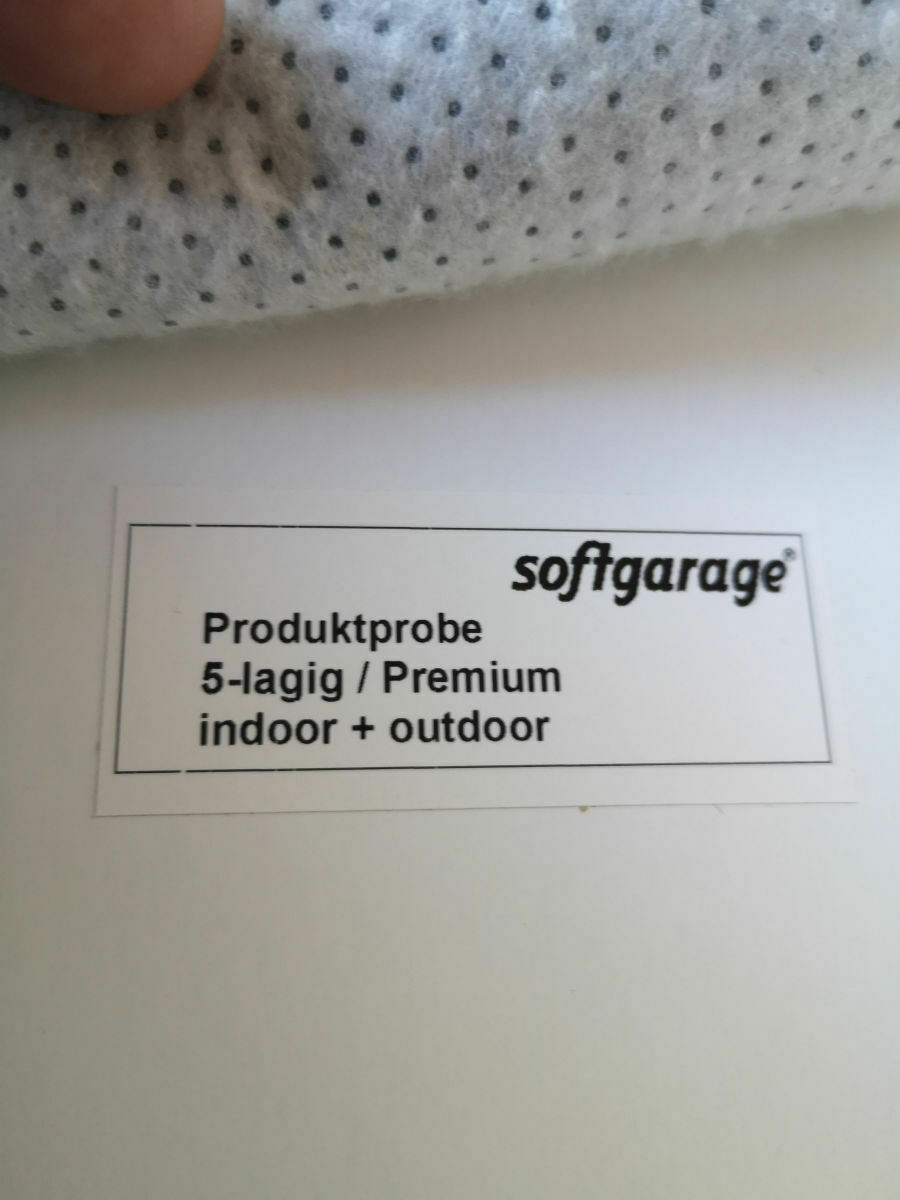 softgarage®
Produktprobe
5-lagig / Premium
indoor + outdoor